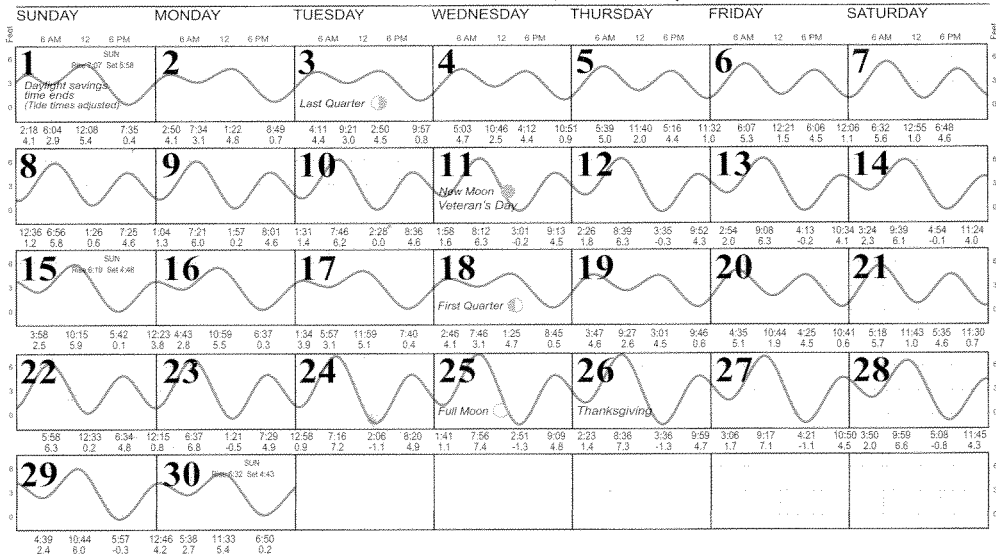 SUNDAY MONDAY TUESDAY WEDNESDAY THURSDAY FRIDAY SATURDAY
Feet 6 AM 12 6 PM 6 AM 12 6 PM 6 AM 12 6 PM 6 AM 12 6 PM 6 AM 12 6 PM 6 AM 12 6 PM 6 AM 12 6 PM Feet
6 3 0
1 SUN
Rise 7:07 Set 5:58
Daylight savings
time ends
(Tide times adjusted)
2
3
Last Quarter
4
5
6
7
2:18 6:04 12:08 7:35 2:50 7:34 1:22 8:49 4:11 9:21 2:50 9:57 5:03 10:46 4:12 10:51 5:39 11:40 5:16 11:32 6:07 12:21 6:06 12:06 6:32 12:55 6:48
4.1 2.9 5.4 0.4 4.1 3.1 4.8 0.7 4.4 3.0 4.5 0.8 4.7 2.5 4.4 0.9 5.0 2.0 4.4 1.0 5.3 1.5 4.5 1.1 5.6 1.0 4.6
6 3 0
8
9
10
11
New Moon
Veteran's Day
12
13
14
12:36 6:56 1:26 7:25 1:04 7:21 1:57 8:01 1:31 7:46 2:28 8:36 1:58 8:12 3:01 9:13 2:26 8:39 3:35 9:52 2:54 9:08 4:13 10:34 3:24 9:39 4:54 11:24
1.2 5.8 0.6 4.6 1.3 6.0 0.2 4.6 1.4 6.2 0.0 4.6 1.6 6.3 -0.2 4.5 1.8 6.3 -0.3 4.3 2.0 6.3 -0.2 4.1 2.3 6.1 -0.1 4.0
6 3 0
15 SUN
Set 4:46
16
17
18
First Quarter
19
20
21
3:58 10:15 5:42 12:23 4:43 10:59 6:37 1:34 5:57 11:59 7:40 2:46 7:46 1:25 8:45 3:47 9:27 3:01 9:46 4:35 10:44 4:25 10:41 5:18 11:43 5:35 11:30
2.5 5.9 0.1 3.8 2.8 5.5 0.3 3.9 3.1 5.1 0.4 4.1 3.1 4.7 0.5 4.6 2.6 4.5 0.6 5.1 1.9 4.5 0.6 5.7 1.0 4.6 0.7
6 3 0
22
23
24
25
Full Moon
26
Thanksgiving
27
28
5:58 12:33 6:34 12:15 6:37 1:21 7:29 12:58 7:16 2:06 8:20 1:41 7:56 2:51 9:09 2:23 8:36 3:36 9:59 3:06 9:17 4:21 10:50 3:50 9:59 5:08 11:45
6.3 0.2 4.8 0.8 6.8 -0.5 4.9 0.9 7.2 -1.1 4.9 1.1 7.4 -1.3 4.8 1.4 7.3 -1.3 4.7 1.7 7.1 -1.1 4.5 2.0 6.6 -0.8 4.3
6 3 0
29
30 SUN
Rise 6:32 Set 4:43
4:39 10:44 5:57 12:46 5:38 11:33 6:50
2.4 6.0 -0.3 4.2 2.7 5.4 0.2